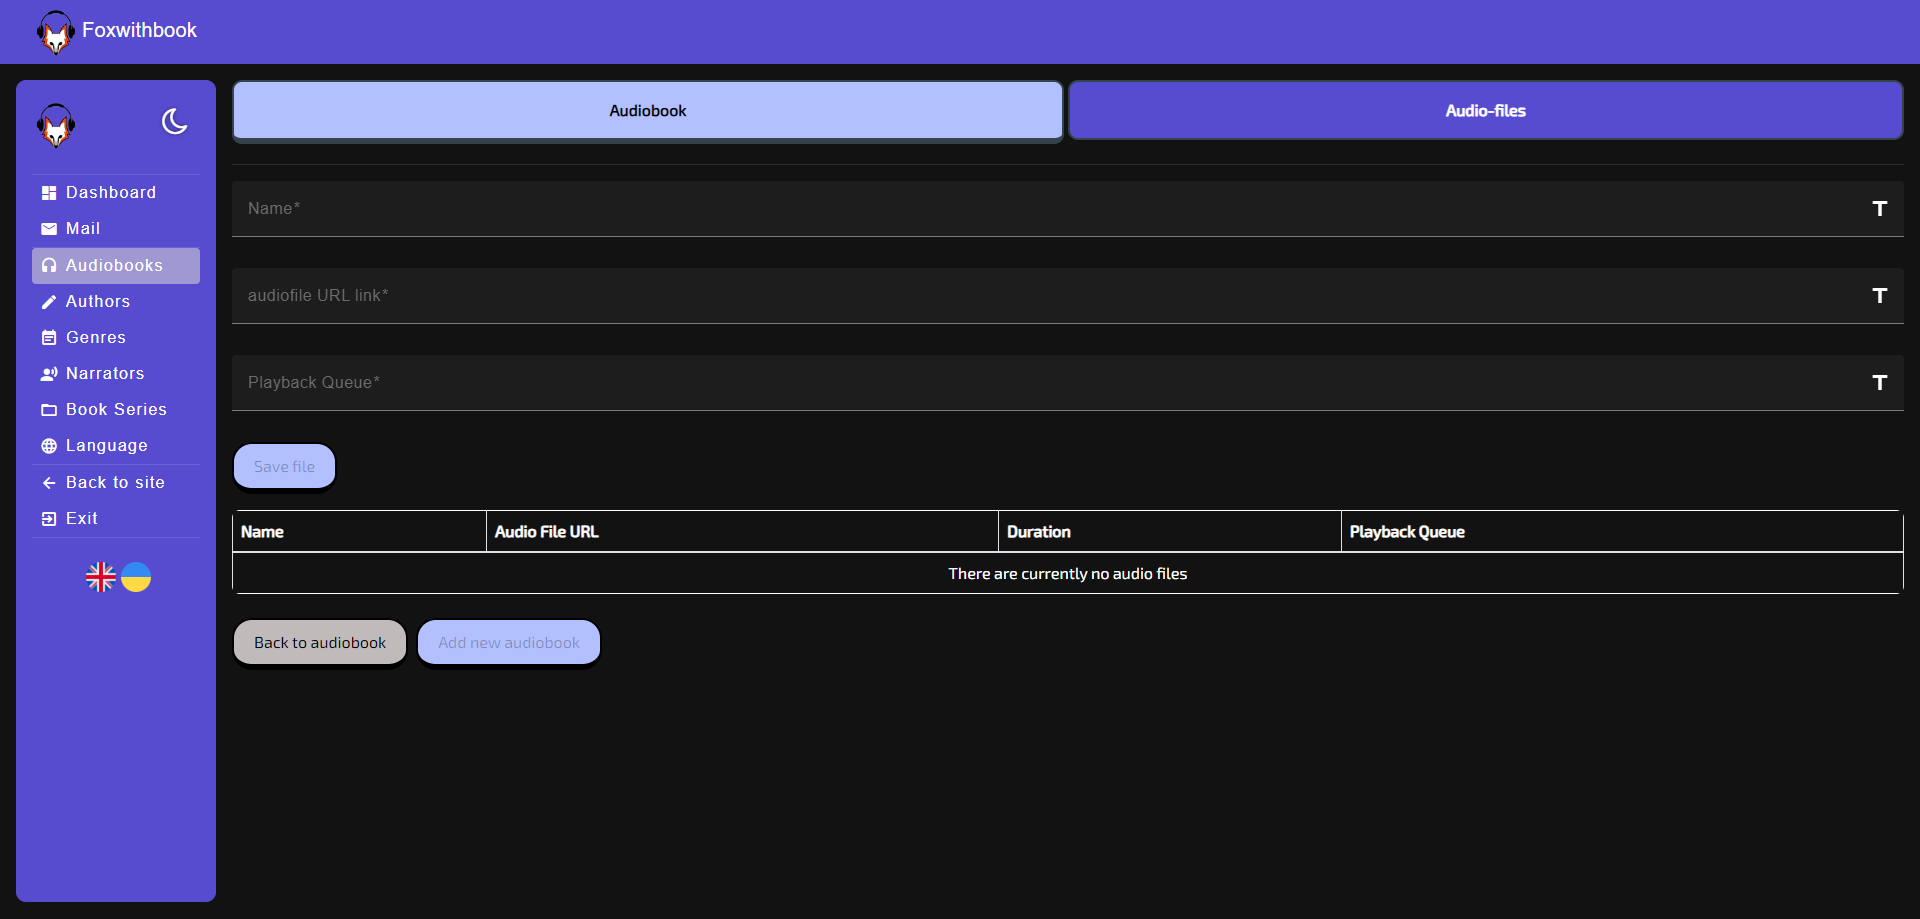 Foxwithbook
Audiobook
Audio-files
Dashboard
Mail
Audiobooks
Authors
Genres
Narrators
Book Series
Language
Back to site
Exit
Name*
audiofile URL link*
Playback Queue*
Save file
Name Audio File URL Duration Playback Queue
There are currently no audio files
Back to audiobook Add new audiobook